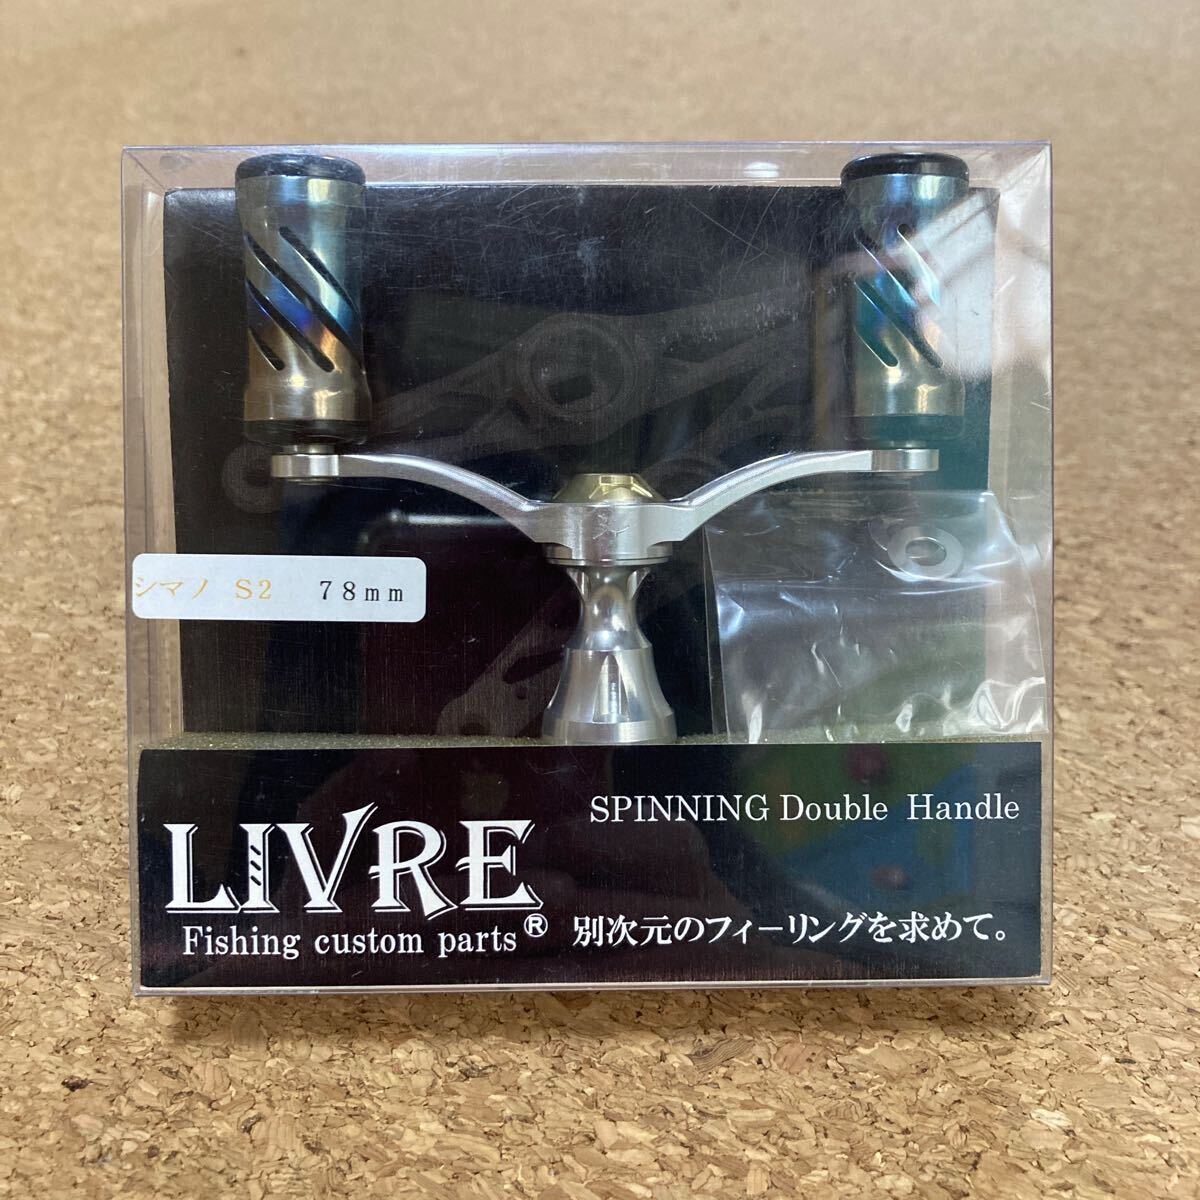 シマノ S2 78mm
SPINNING Double Handle
LIVRE®
Fishing custom parts
別次元のフィーリングを求めて。